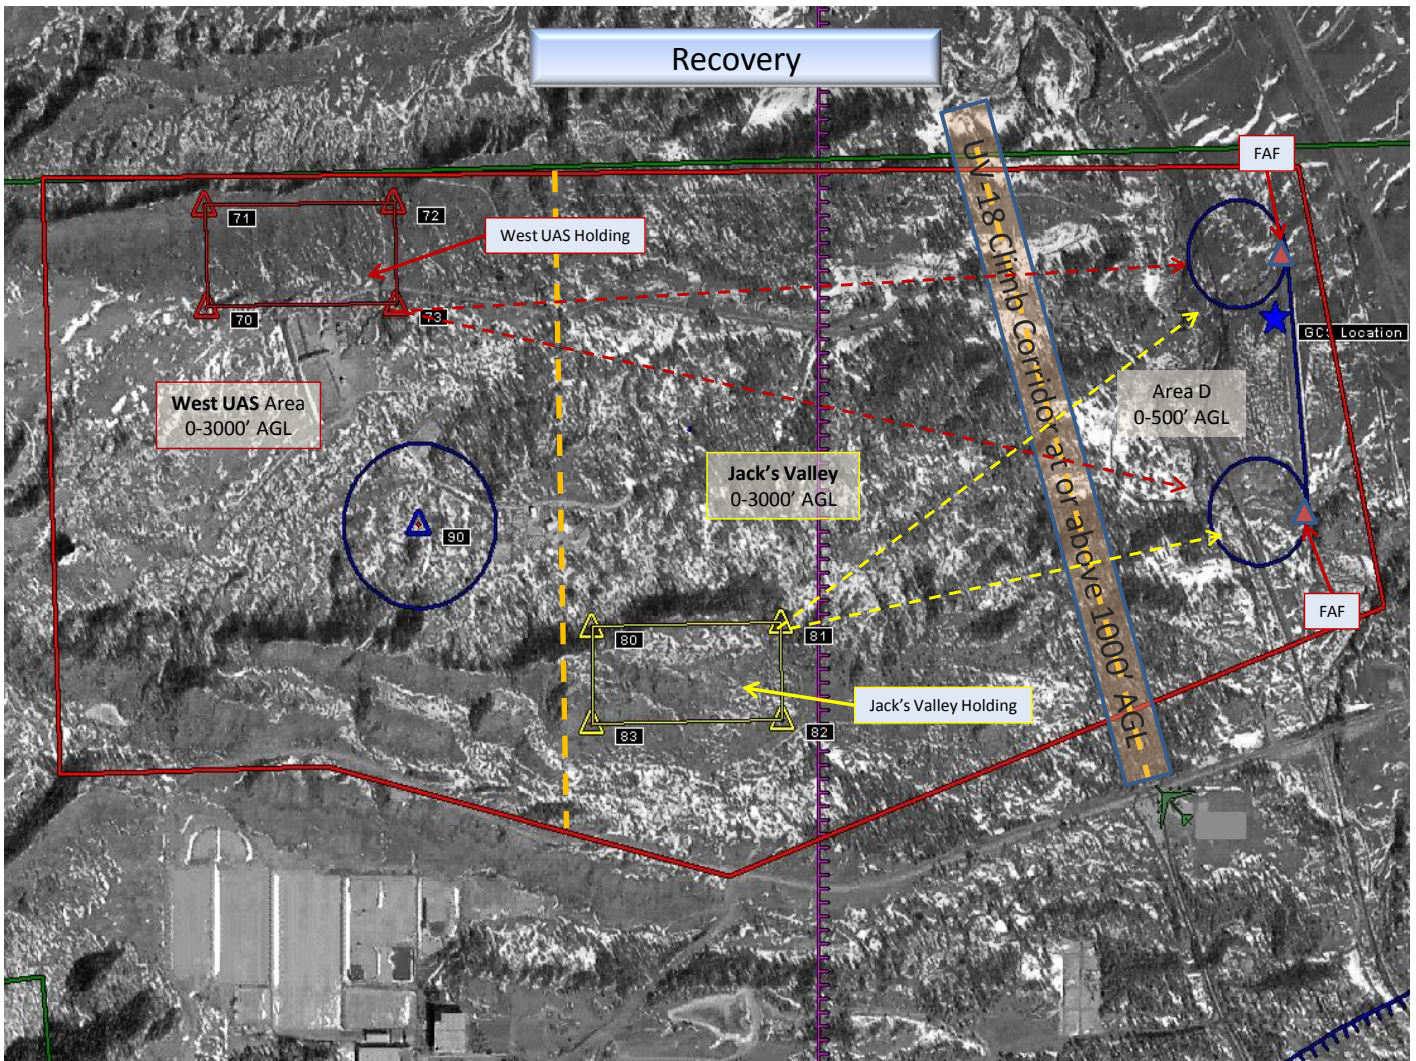 Recovery
FAF
71
72
West UAS Holding
70
73
GCS Location
West UAS Area
0-3000’ AGL
Area D
0-500’ AGL
UV-18 Climb Corridor at or above 1000’ AGL
Jack’s Valley
0-3000’ AGL
90
FAF
80
81
Jack’s Valley Holding
83
82